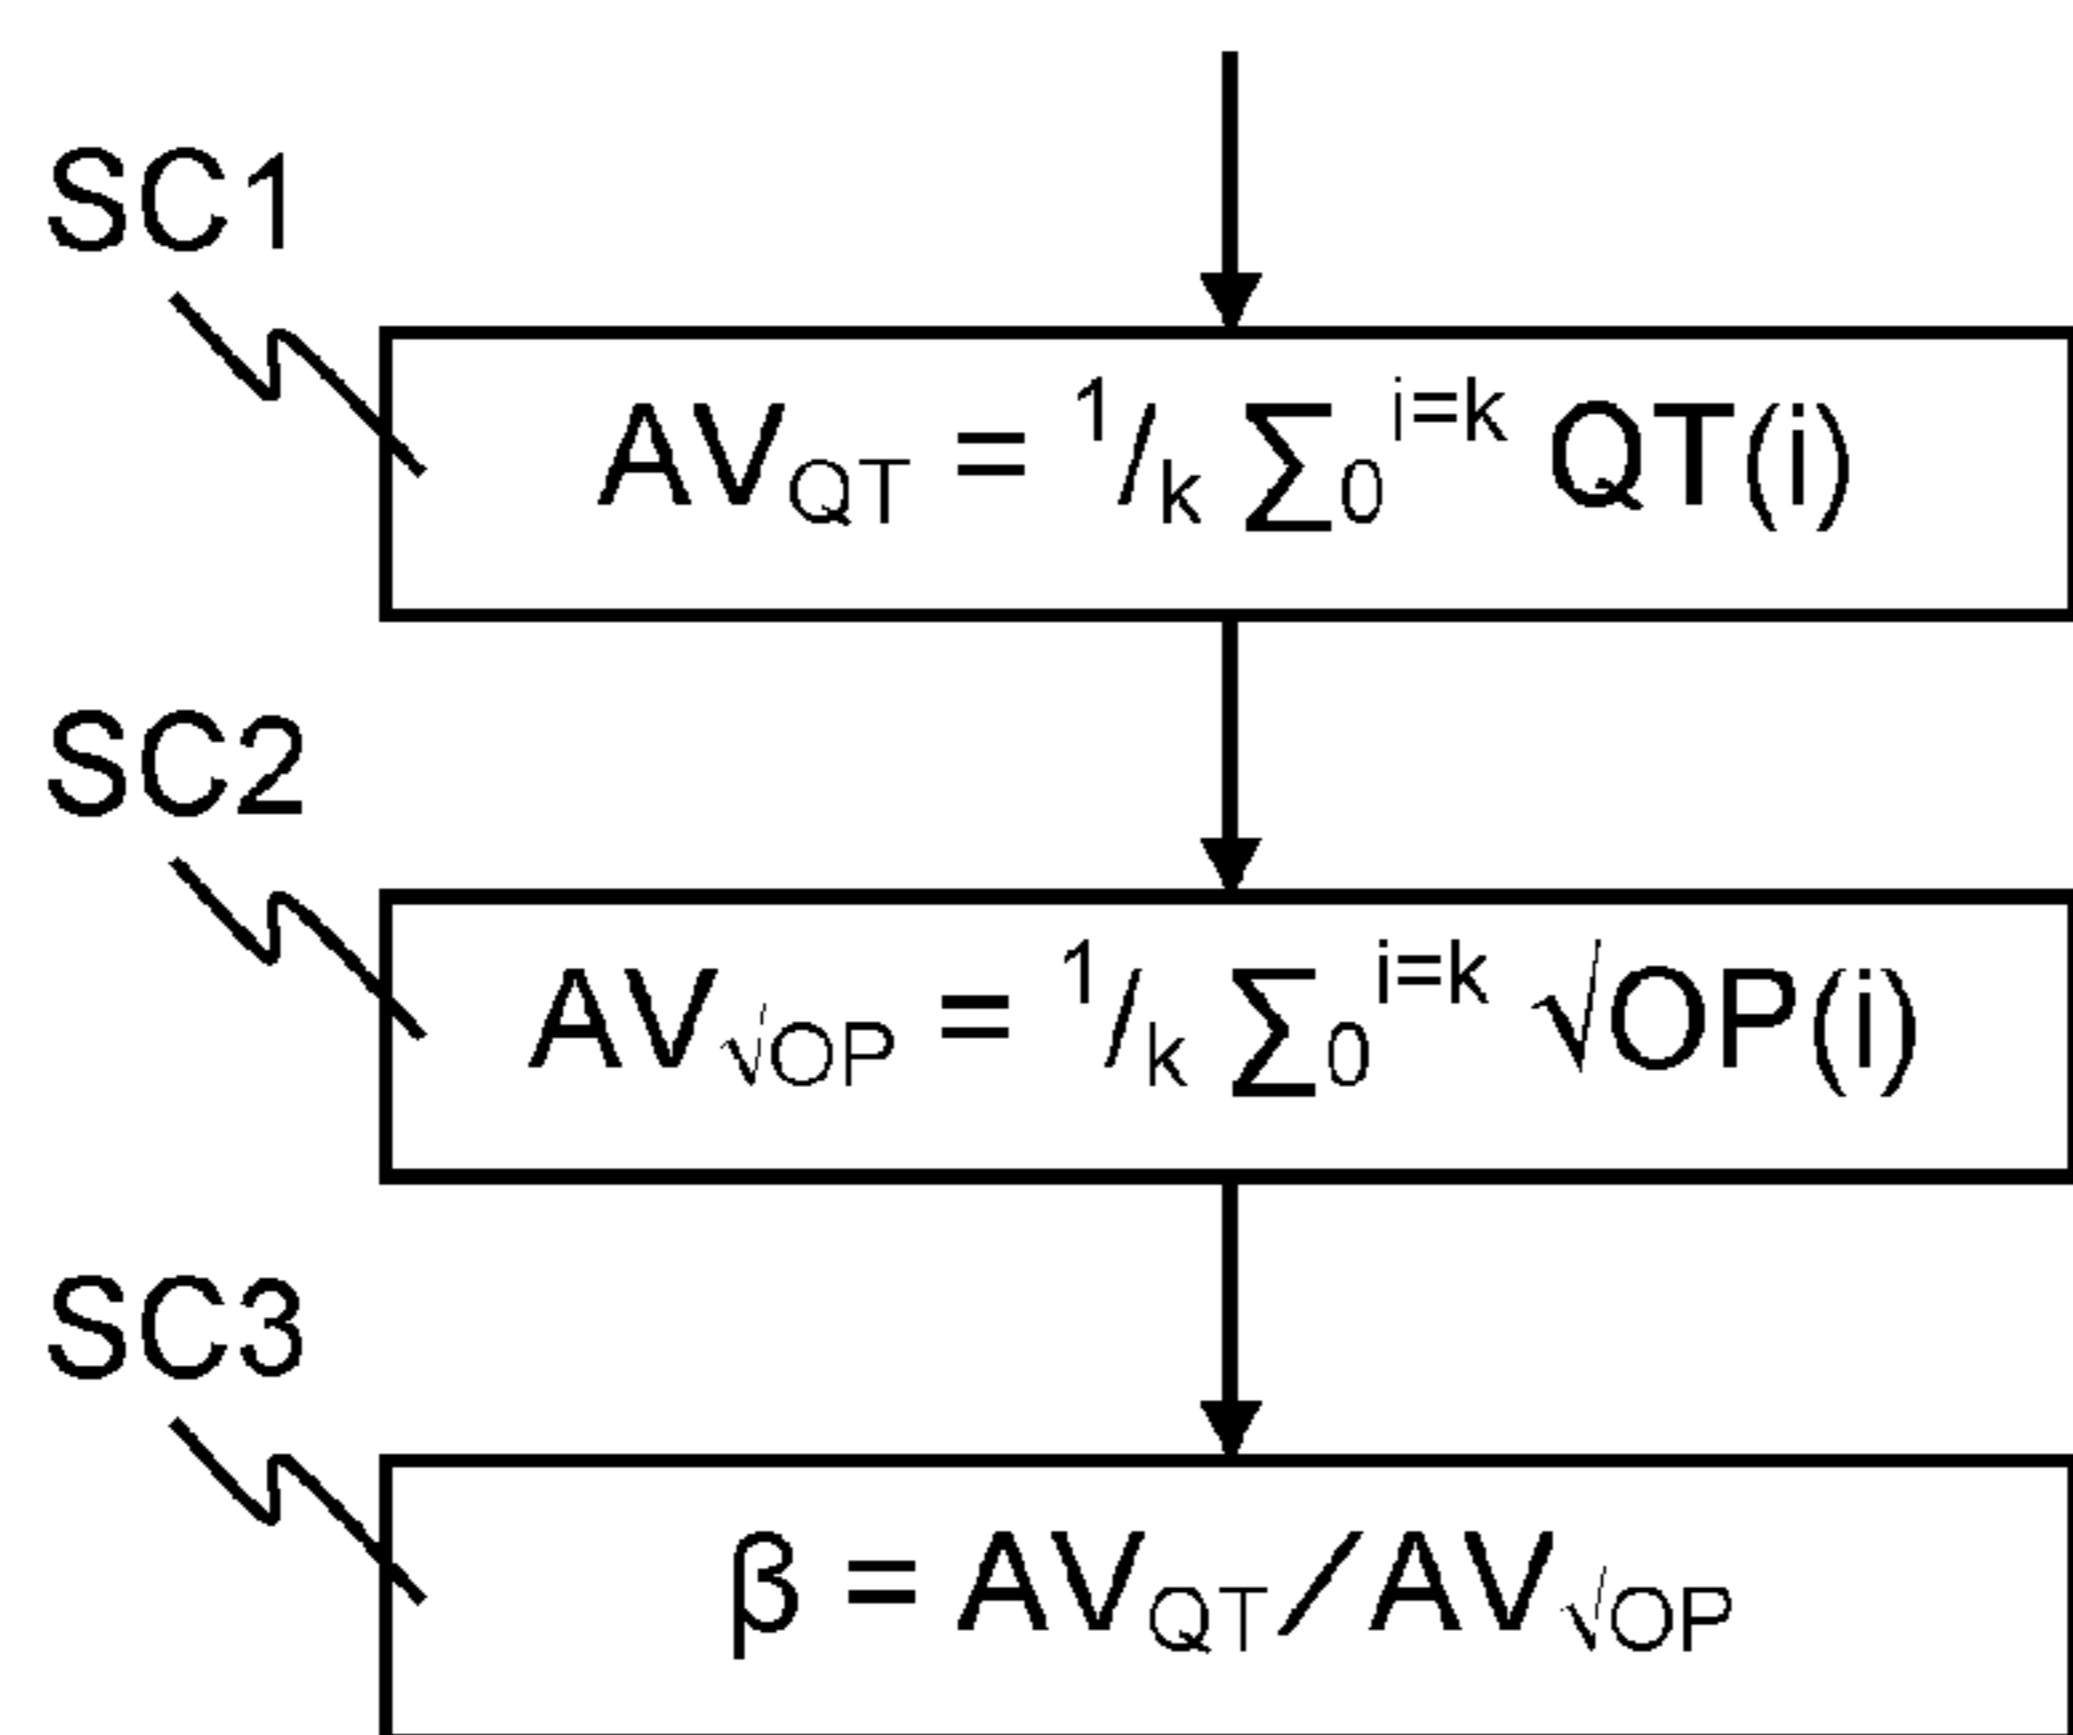 SC1
AV_QT = 1/k ∑_0^i=k QT(i)
SC2
AV_√OP = 1/k ∑_0^i=k √OP(i)
SC3
β = AV_QT/AV_√OP